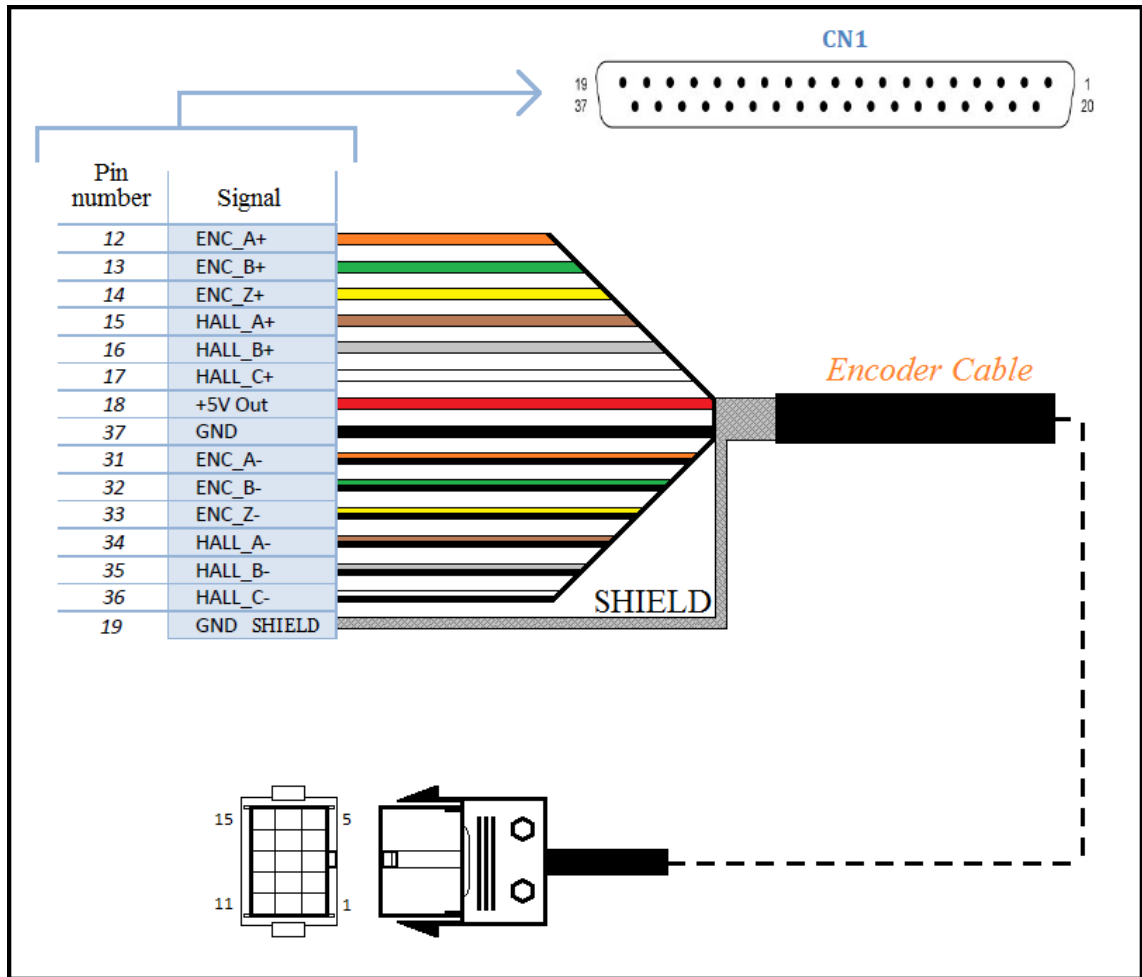 CN1
19 1
37 20
Pin number Signal
12 ENC_A+
13 ENC_B+
14 ENC_Z+
15 HALL_A+
16 HALL_B+
17 HALL_C+
18 +5V Out
37 GND
31 ENC_A-
32 ENC_B-
33 ENC_Z-
34 HALL_A-
35 HALL_B-
36 HALL_C-
19 GND SHIELD
Encoder Cable
SHIELD
15 5
11 1